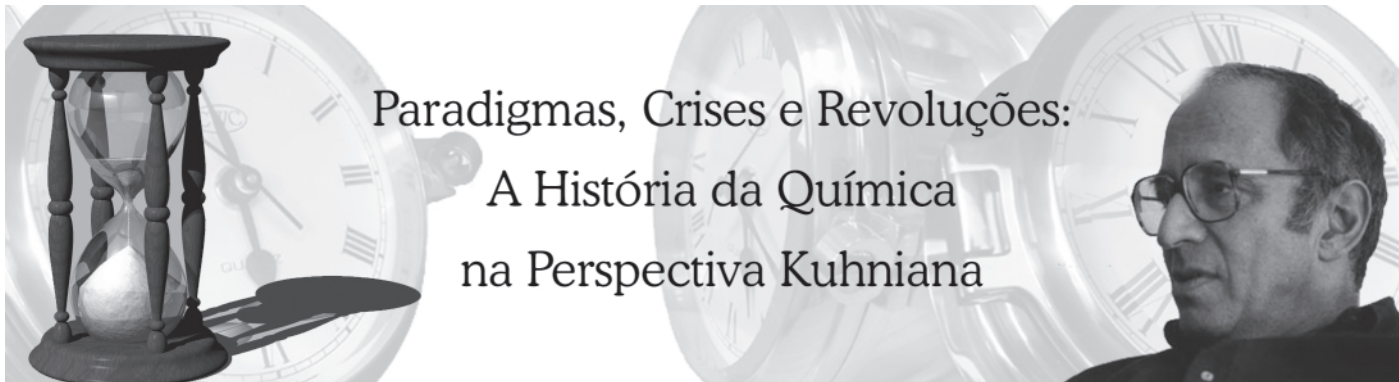 Paradigmas, Crises e Revoluções:
A História da Química
na Perspectiva Kuhniana